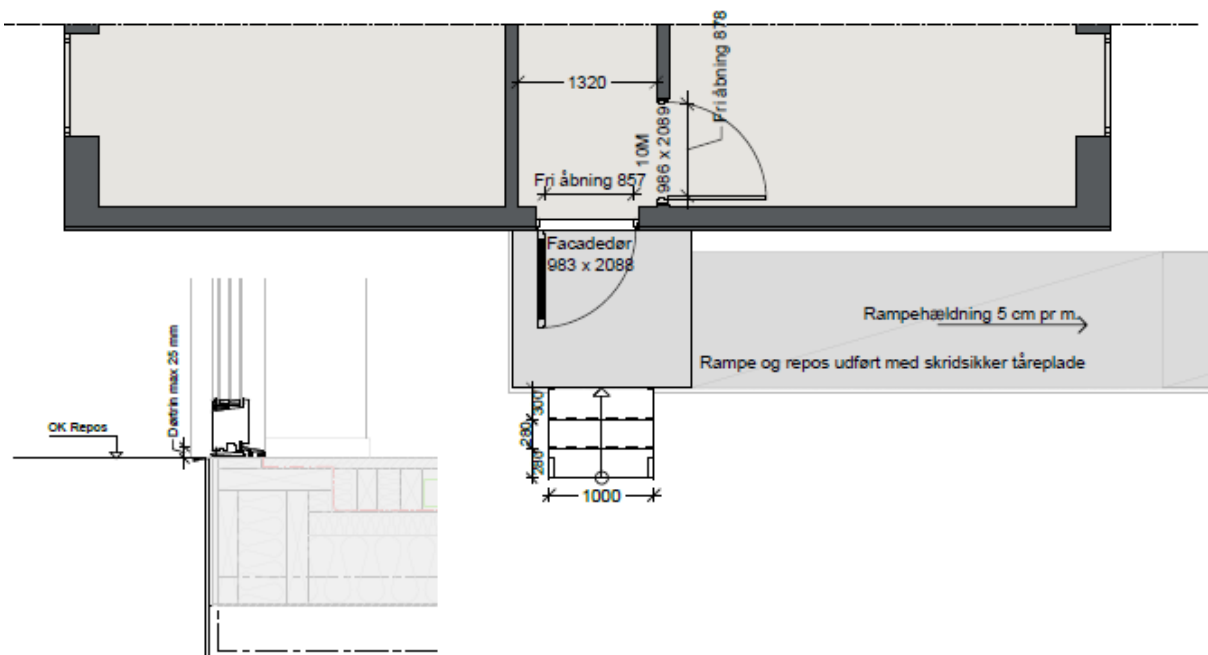 1320
Fri åbning 878
10M
986 x 2089
Fri åbning 857
Facadedør
983 x 2088
Rampehældning 5 cm pr m.
Rampe og repos udført med skridsikker tåreplade
Dørtrin max 25 mm
OK Repos
300
280
280
1000